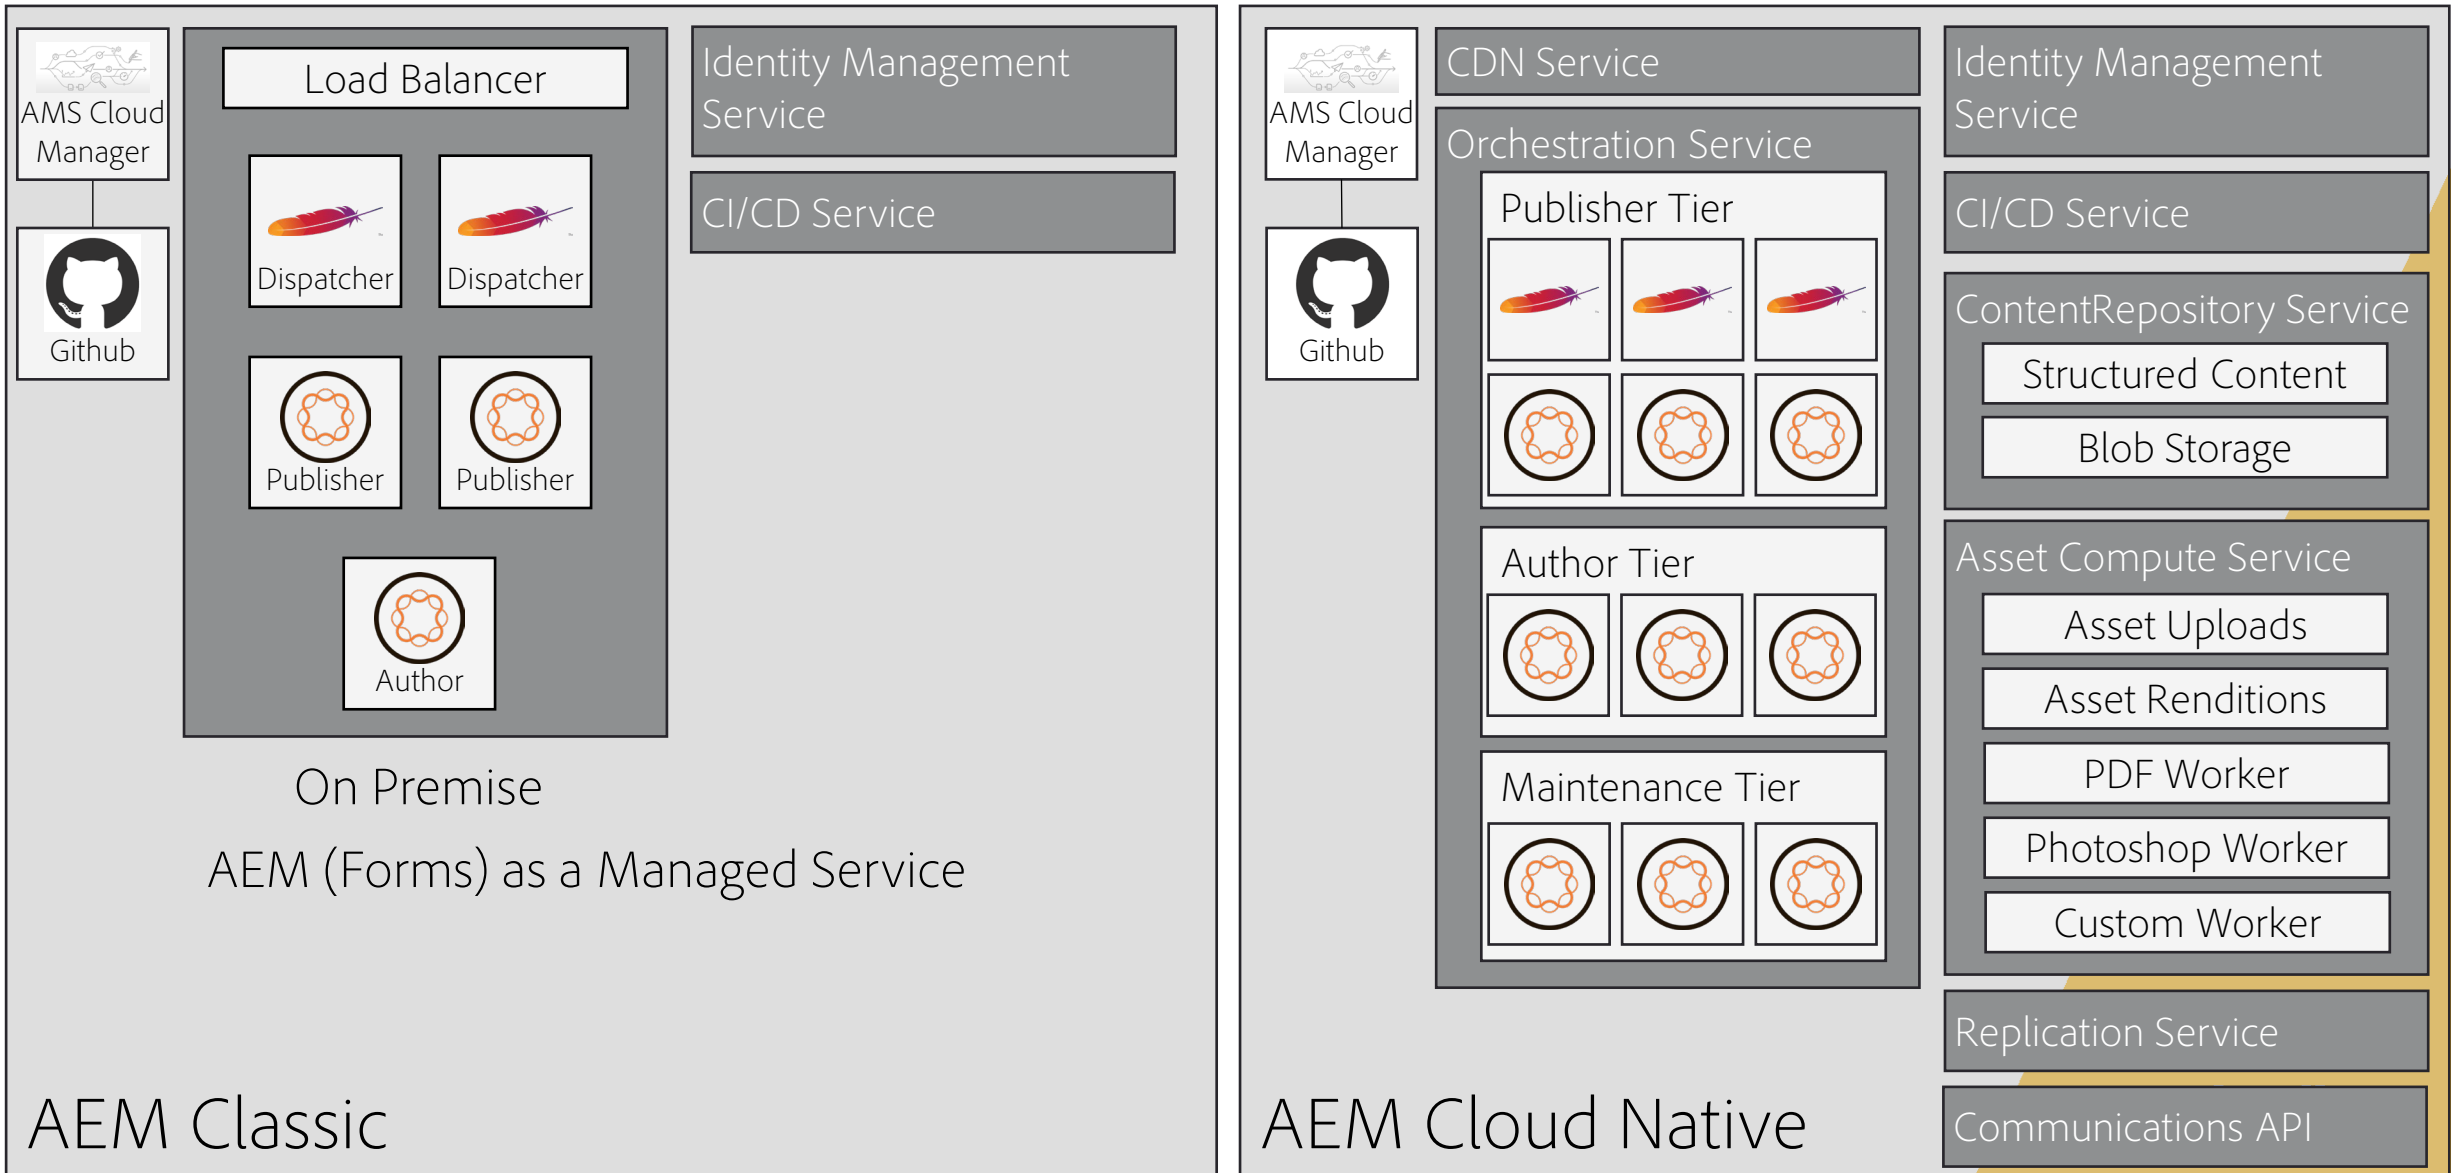 AMS Cloud
Manager
Github
Load Balancer
Dispatcher
Dispatcher
Publisher
Publisher
Author
Identity Management
Service
CI/CD Service
On Premise
AEM (Forms) as a Managed Service
AEM Classic
AMS Cloud
Manager
Github
CDN Service
Orchestration Service
Publisher Tier
Author Tier
Maintenance Tier
Identity Management
Service
CI/CD Service
ContentRepository Service
Structured Content
Blob Storage
Asset Compute Service
Asset Uploads
Asset Renditions
PDF Worker
Photoshop Worker
Custom Worker
Replication Service
Communications API
AEM Cloud Native